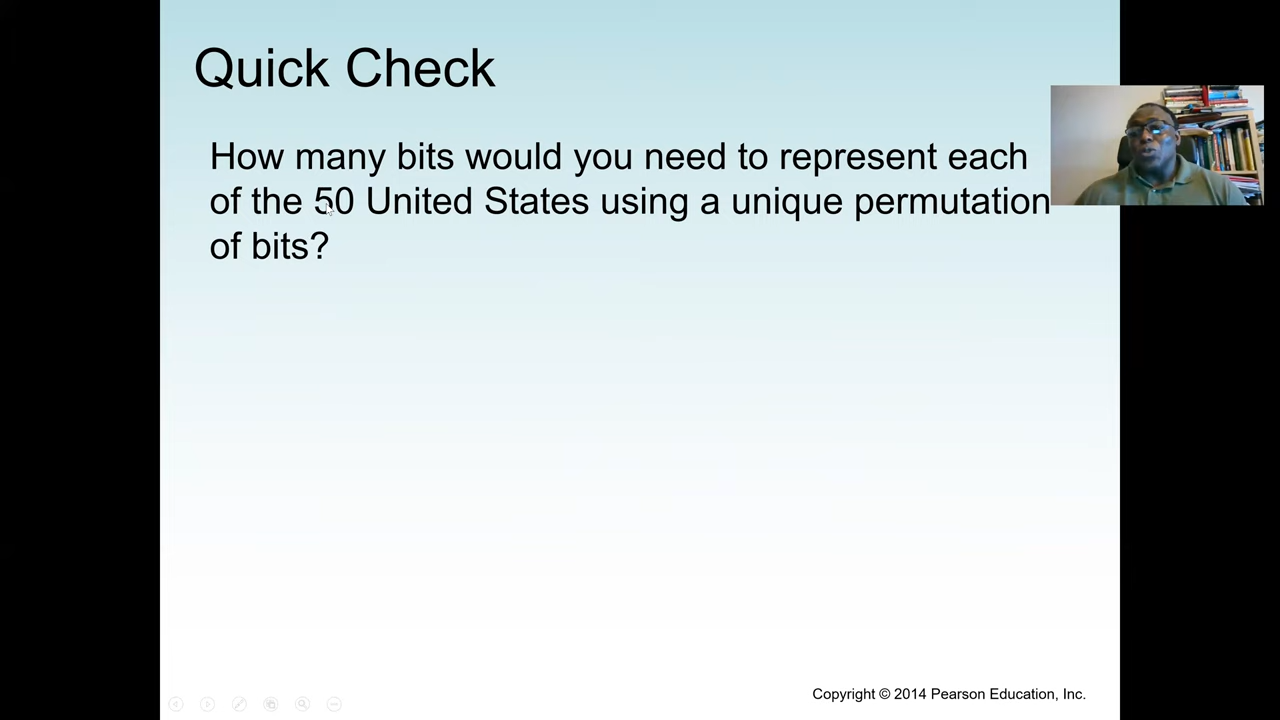 Quick Check
How many bits would you need to represent each
of the 50 United States using a unique permutation
of bits?
Copyright © 2014 Pearson Education, Inc.